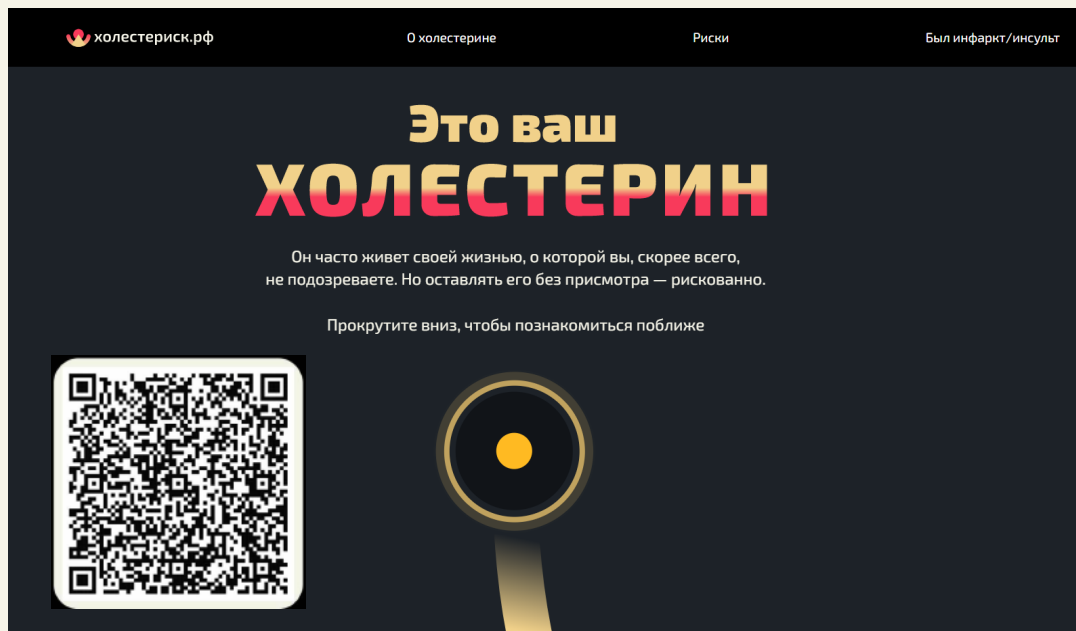 холестериск.рф
О холестерине
Риски
Был инфаркт/инсульт
Это ваш
ХОЛЕСТЕРИН
Он часто живет своей жизнью, о которой вы, скорее всего,
не подозреваете. Но оставлять его без присмотра — рискованно.
Прокрутите вниз, чтобы познакомиться поближе